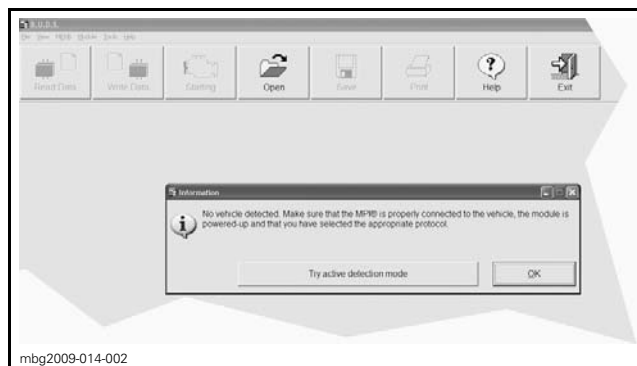 B.U.D.S.
Read Data Write Data Starting Open Save Print Help Exit
Information
No vehicle detected. Make sure that the MPI® is properly connected to the vehicle, the module is
powered-up and that you have selected the appropriate protocol.
Try active detection mode OK
mbg2009-014-002